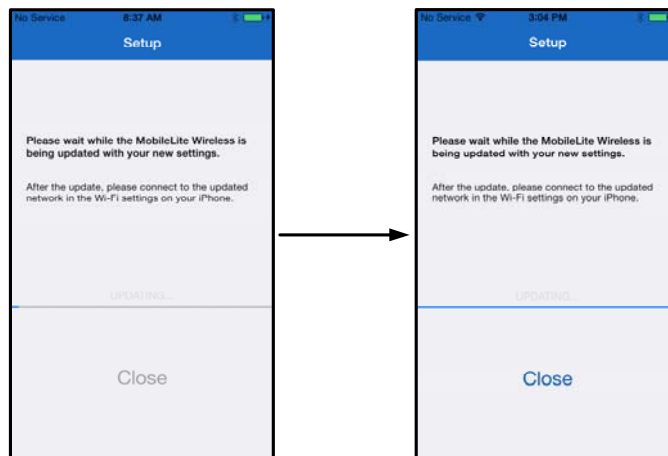 No Service 8:37 AM
Setup
Please wait while the MobileLite Wireless is
being updated with your new settings.
After the update, please connect to the updated
network in the Wi-Fi settings on your iPhone.
UPDATING...
Close
No Service 3:04 PM
Setup
Please wait while the MobileLite Wireless is
being updated with your new settings.
After the update, please connect to the updated
network in the Wi-Fi settings on your iPhone.
UPDATING...
Close